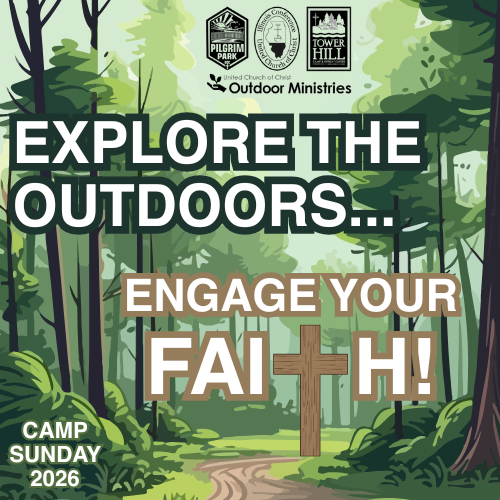 PILGRIM
PARK
Illinois Conference
United Church of Christ
TOWER
HILL
United Church of Christ
Outdoor Ministries
EXPLORE THE
OUTDOORS...
ENGAGE YOUR
FAITH!
CAMP
SUNDAY
2026